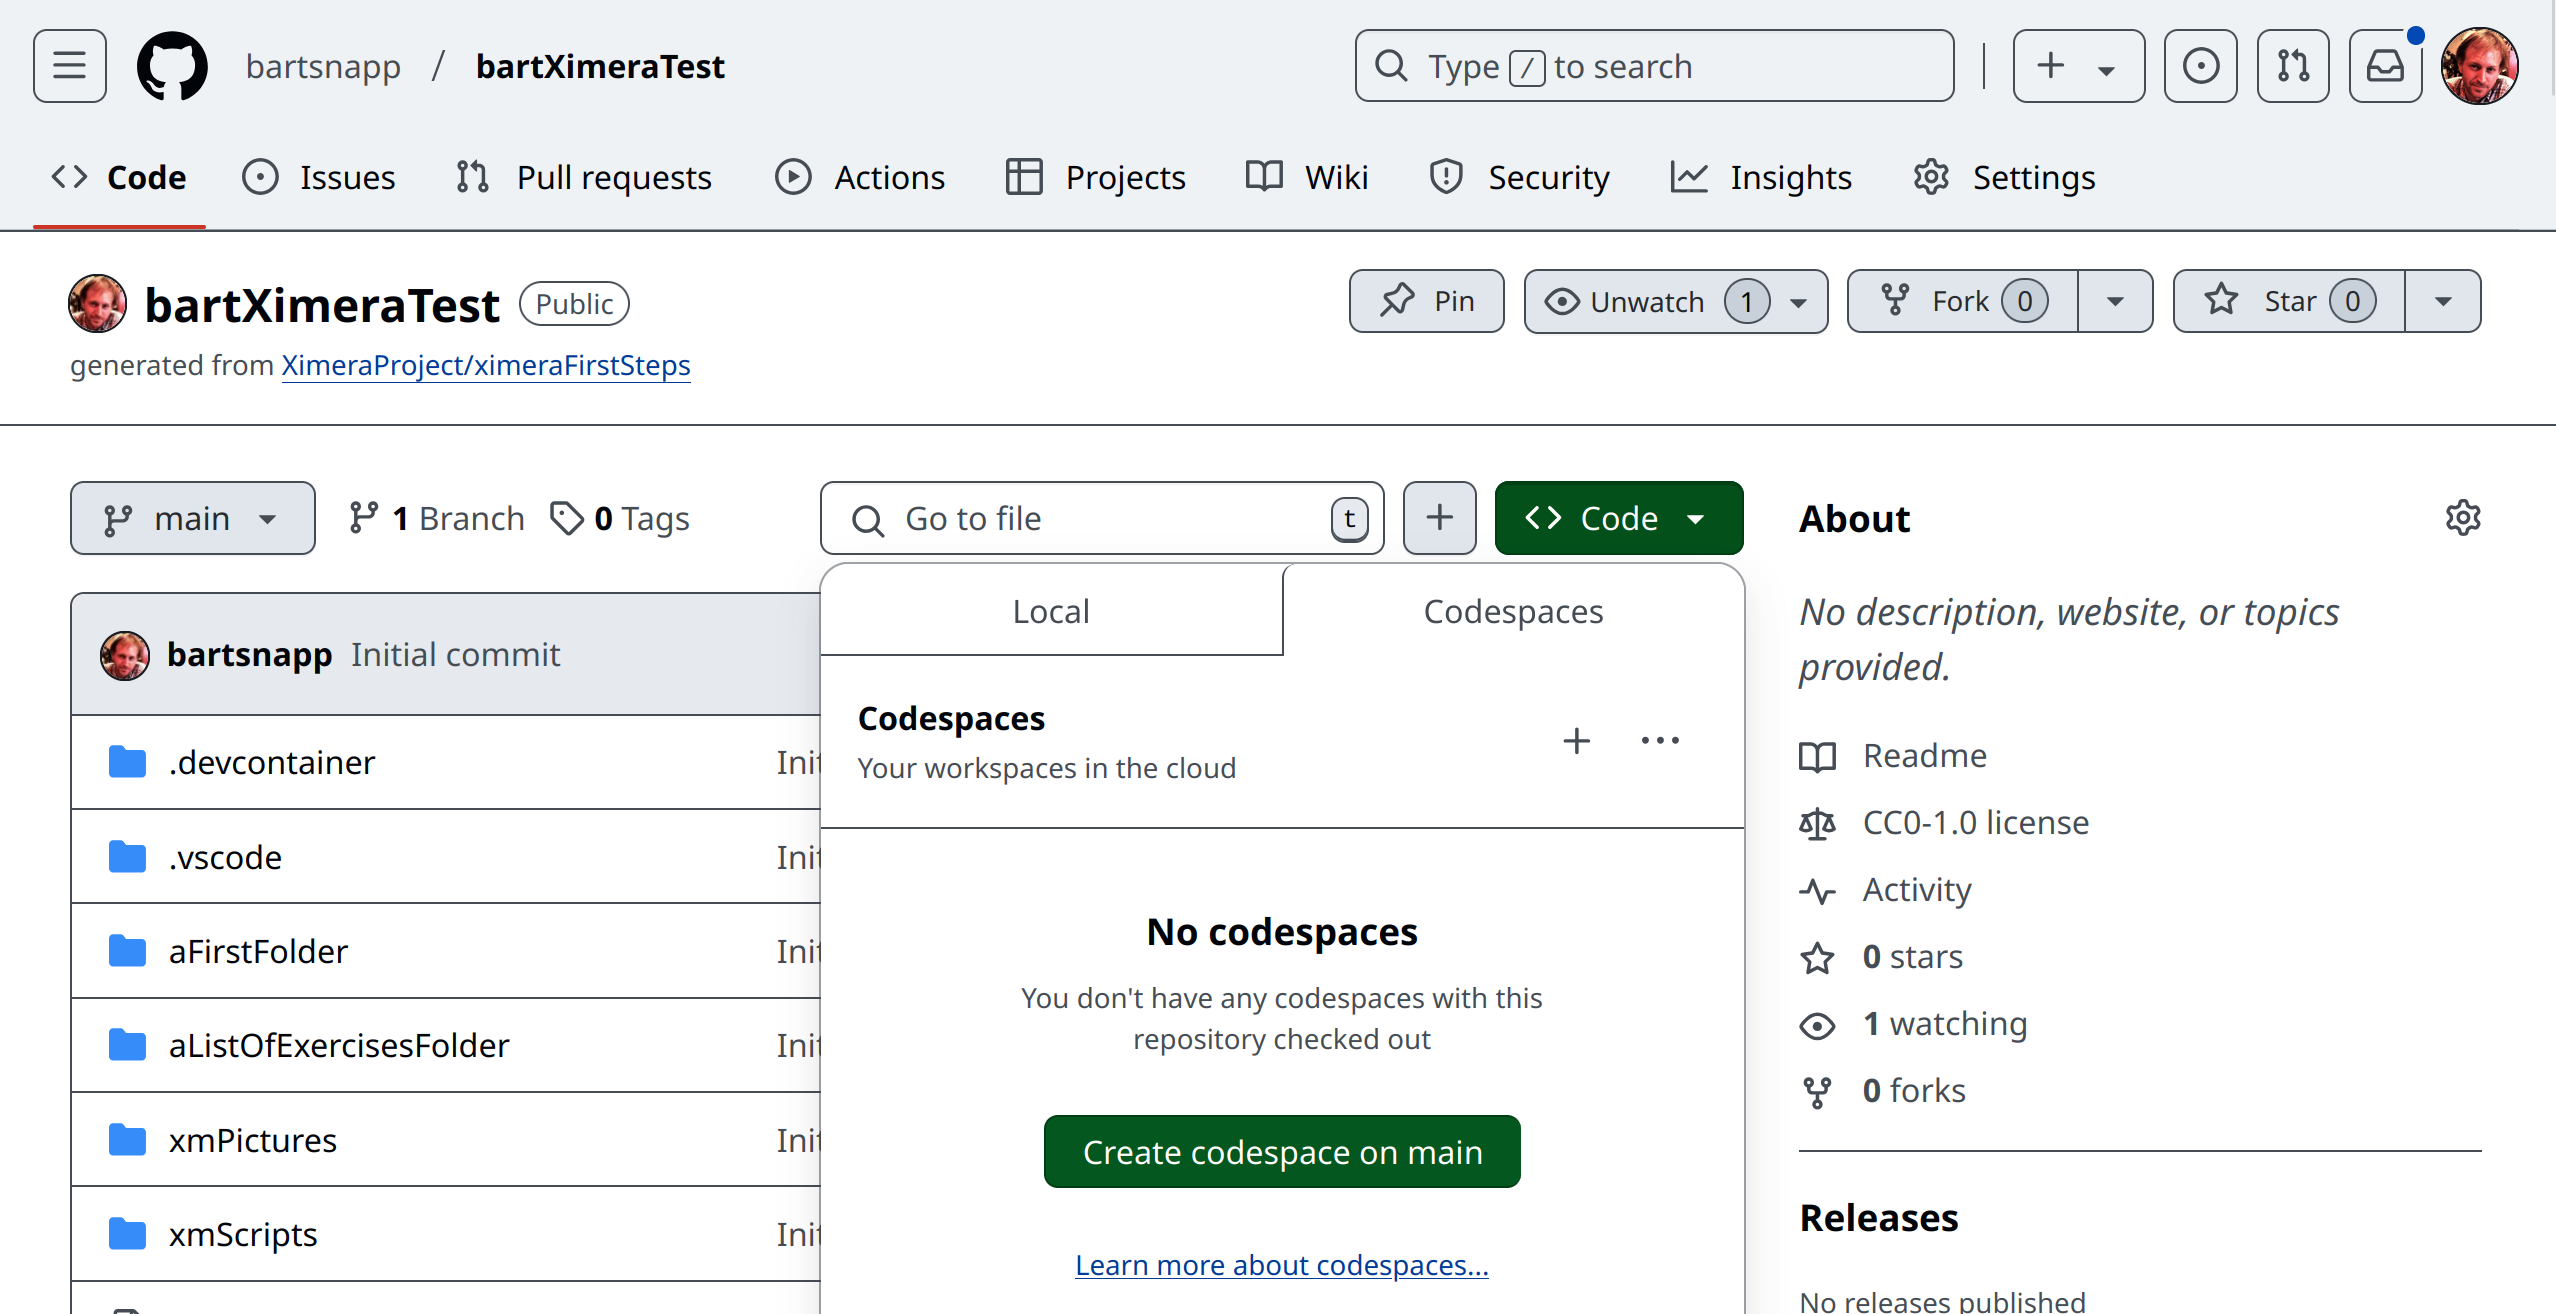 bartsnapp / bartXimeraTest
Type / to search
Code Issues Pull requests Actions Projects Wiki Security Insights Settings
bartXimeraTest Public
Pin Unwatch 1 Fork 0 Star 0
generated from XimeraProject/ximeraFirstSteps
main 1 Branch 0 Tags
Go to file t
Code
About
Local Codespaces
No description, website, or topics
provided.
bartsnapp Initial commit
Codespaces
Your workspaces in the cloud
.devcontainer Init
.vscode Init
aFirstFolder Init
aListOfExercisesFolder Init
xmPictures Init
xmScripts Init
No codespaces
You don't have any codespaces with this
repository checked out
Create codespace on main
Learn more about codespaces...
Readme
CC0-1.0 license
Activity
0 stars
1 watching
0 forks
Releases
No releases published